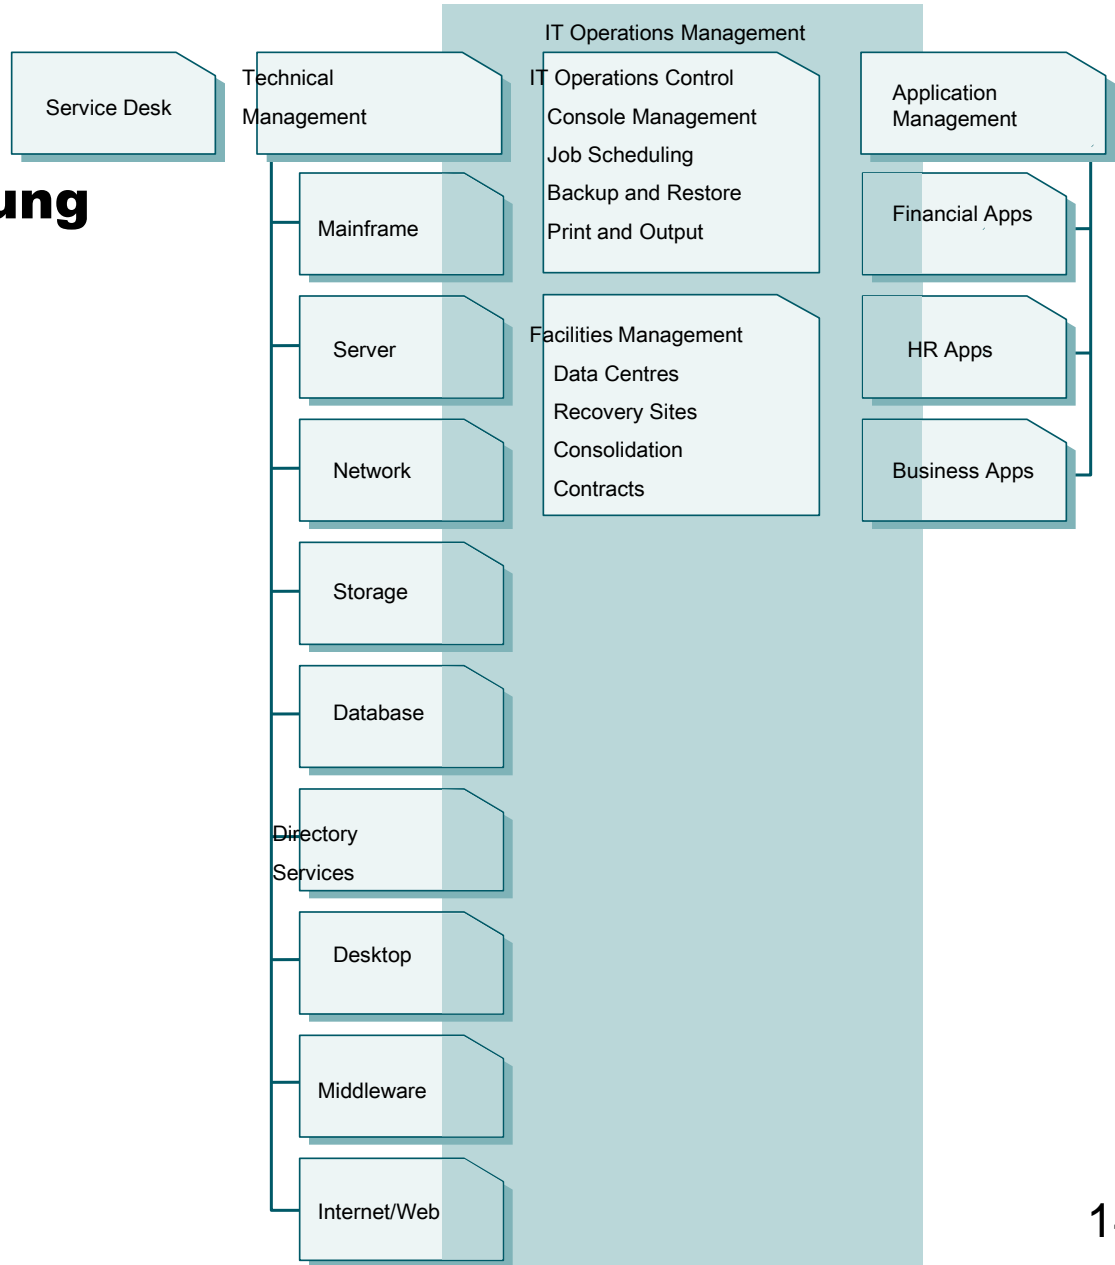 IT Operations Management
Service Desk
Technical
Management
IT Operations Control
Console Management
Job Scheduling
Backup and Restore
Print and Output
Application
Management
ung
Mainframe
Server
Network
Storage
Database
Directory
Services
Desktop
Middleware
Internet/Web
Facilities Management
Data Centres
Recovery Sites
Consolidation
Contracts
Financial Apps
HR Apps
Business Apps
1